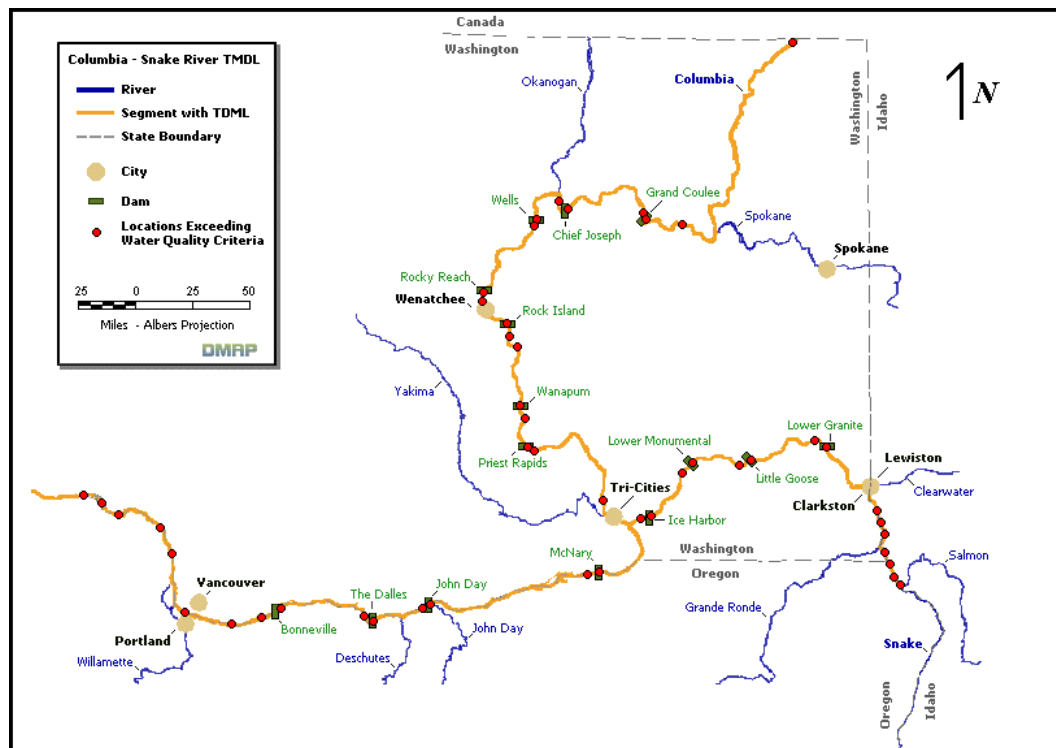 Canada
Washington
Columbia - Snake River TMDL
River
Segment with TDML
State Boundary
City
Dam
Locations Exceeding
Water Quality Criteria
25 0 25 50
Miles - Albers Projection
DMAP
N
Okanogan
Columbia
Washington
Idaho
Wells
Chief Joseph
Grand Coulee
Spokane
Spokane
Rocky Reach
Wenatchee
Rock Island
Yakima
Wanapum
Priest Rapids
Lower Monumental
Lower Granite
Little Goose
Lewiston
Clearwater
Clarkston
Tri-Cities
Ice Harbor
McNary
Washington
Oregon
Salmon
Vancouver
The Dalles
John Day
Grande Ronde
Bonneville
Portland
John Day
Snake
Willamette
Deschutes
Oregon
Idaho